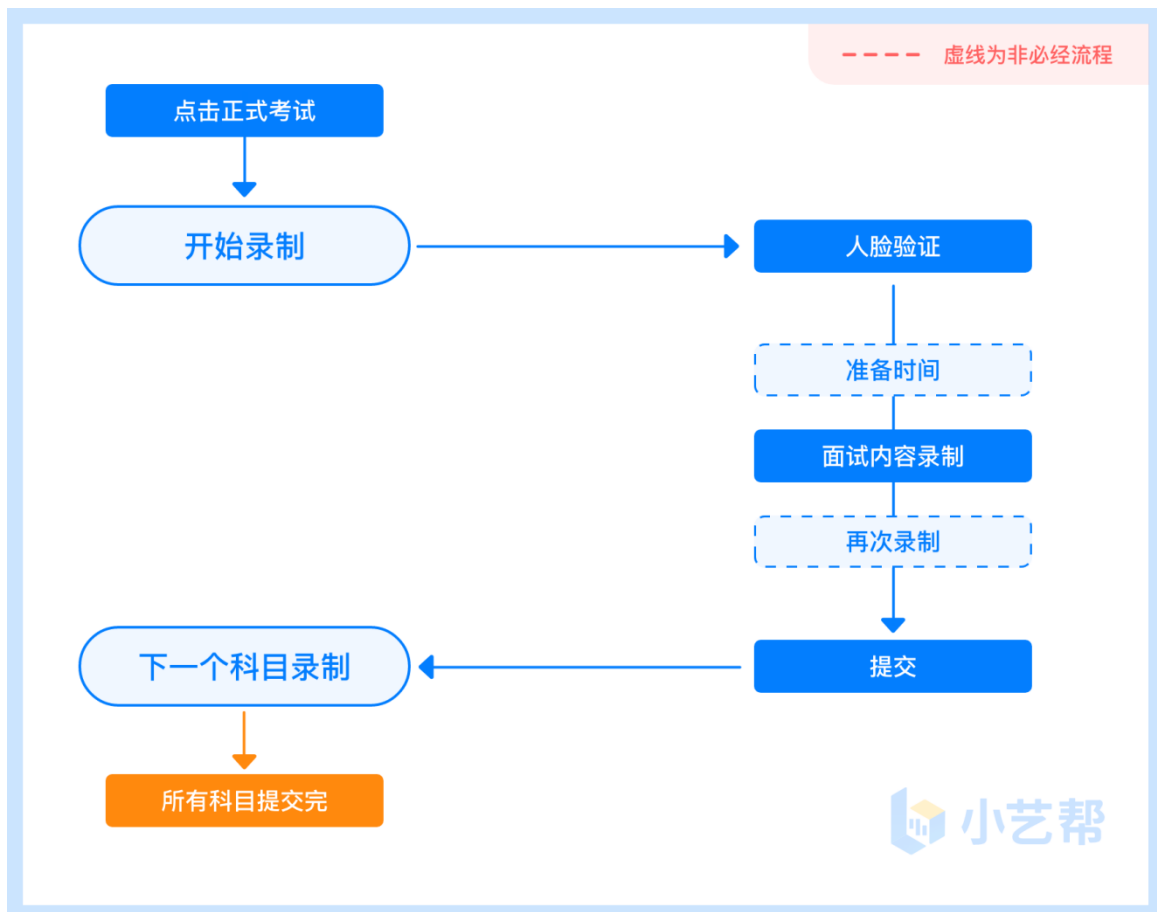 虚线为非必经流程
点击正式考试
开始录制
人脸验证
准备时间
面试内容录制
再次录制
提交
下一个科目录制
所有科目提交完
小艺帮